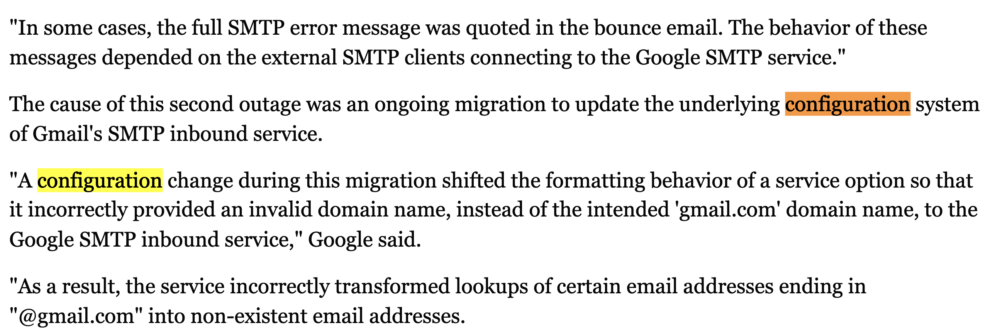 "In some cases, the full SMTP error message was quoted in the bounce email. The behavior of these
messages depended on the external SMTP clients connecting to the Google SMTP service."
The cause of this second outage was an ongoing migration to update the underlying configuration system
of Gmail's SMTP inbound service.
"A configuration change during this migration shifted the formatting behavior of a service option so that
it incorrectly provided an invalid domain name, instead of the intended 'gmail.com' domain name, to the
Google SMTP inbound service," Google said.
"As a result, the service incorrectly transformed lookups of certain email addresses ending in
"@gmail.com" into non-existent email addresses.